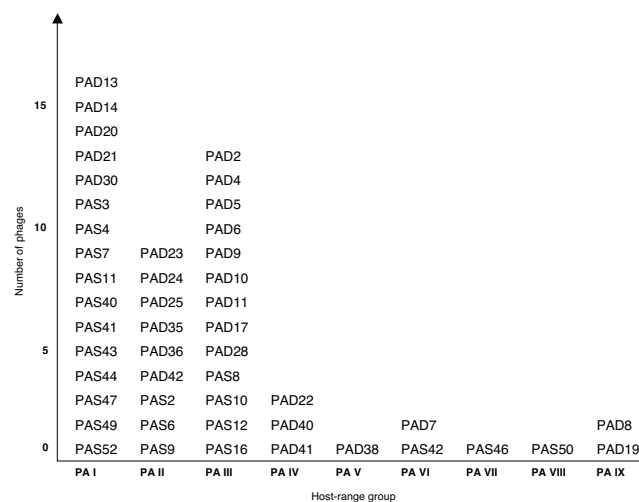 PAD13
15
PAD14
PAD20
PAD21 PAD2
PAD30 PAD4
PAS3 PAD5
10
PAS4 PAD6
PAS7 PAD23 PAD9
PAS11 PAD24 PAD10
PAS40 PAD25 PAD11
PAS41 PAD35 PAD17
5
PAS43 PAD36 PAD28
PAS44 PAD42 PAS8
PAS47 PAS2 PAS10 PAD22
PAS49 PAS6 PAS12 PAD40 PAD7 PAD8
0
PAS52 PAS9 PAS16 PAD41 PAD38 PAS42 PAS46 PAS50 PAD19
PA I PA II PA III PA IV PA V PA VI PA VII PA VIII PA IX
Host-range group
Number of phages